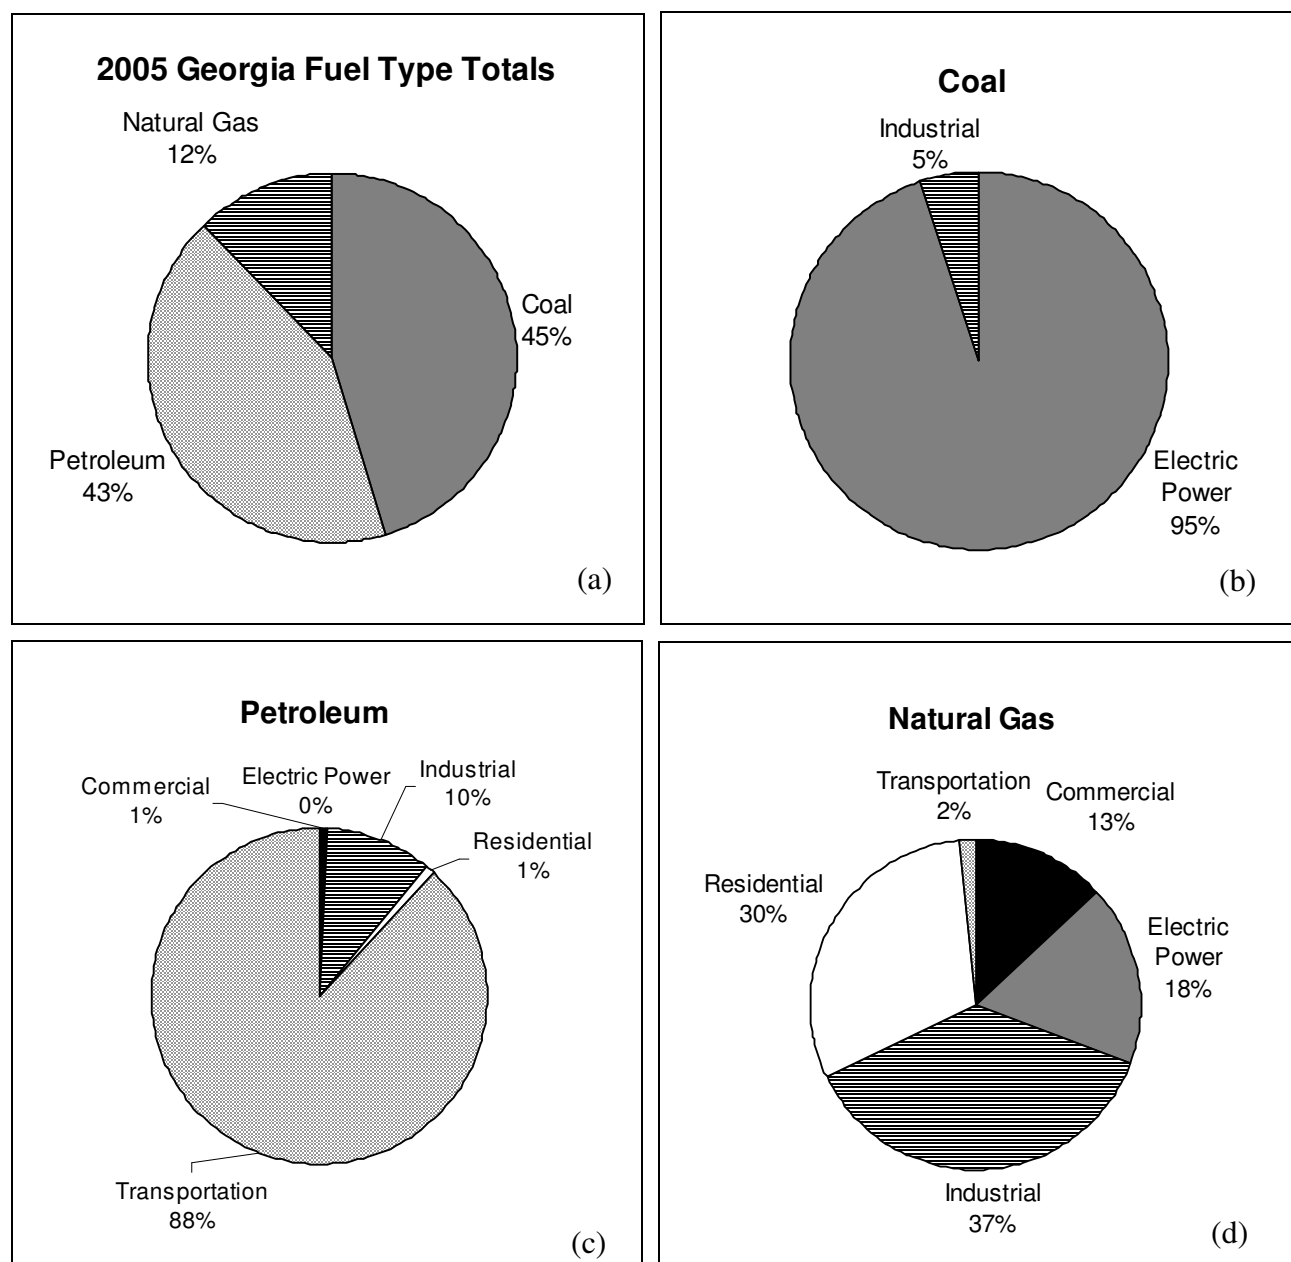 2005 Georgia Fuel Type Totals
Natural Gas
12%
Coal
45%
Petroleum
43%
(a)
Coal
Industrial
5%
Electric
Power
95%
(b)
Petroleum
Commercial
1%
Electric Power
0%
Industrial
10%
Residential
1%
Transportation
88%
(c)
Natural Gas
Transportation
2%
Commercial
13%
Residential
30%
Electric
Power
18%
Industrial
37%
(d)